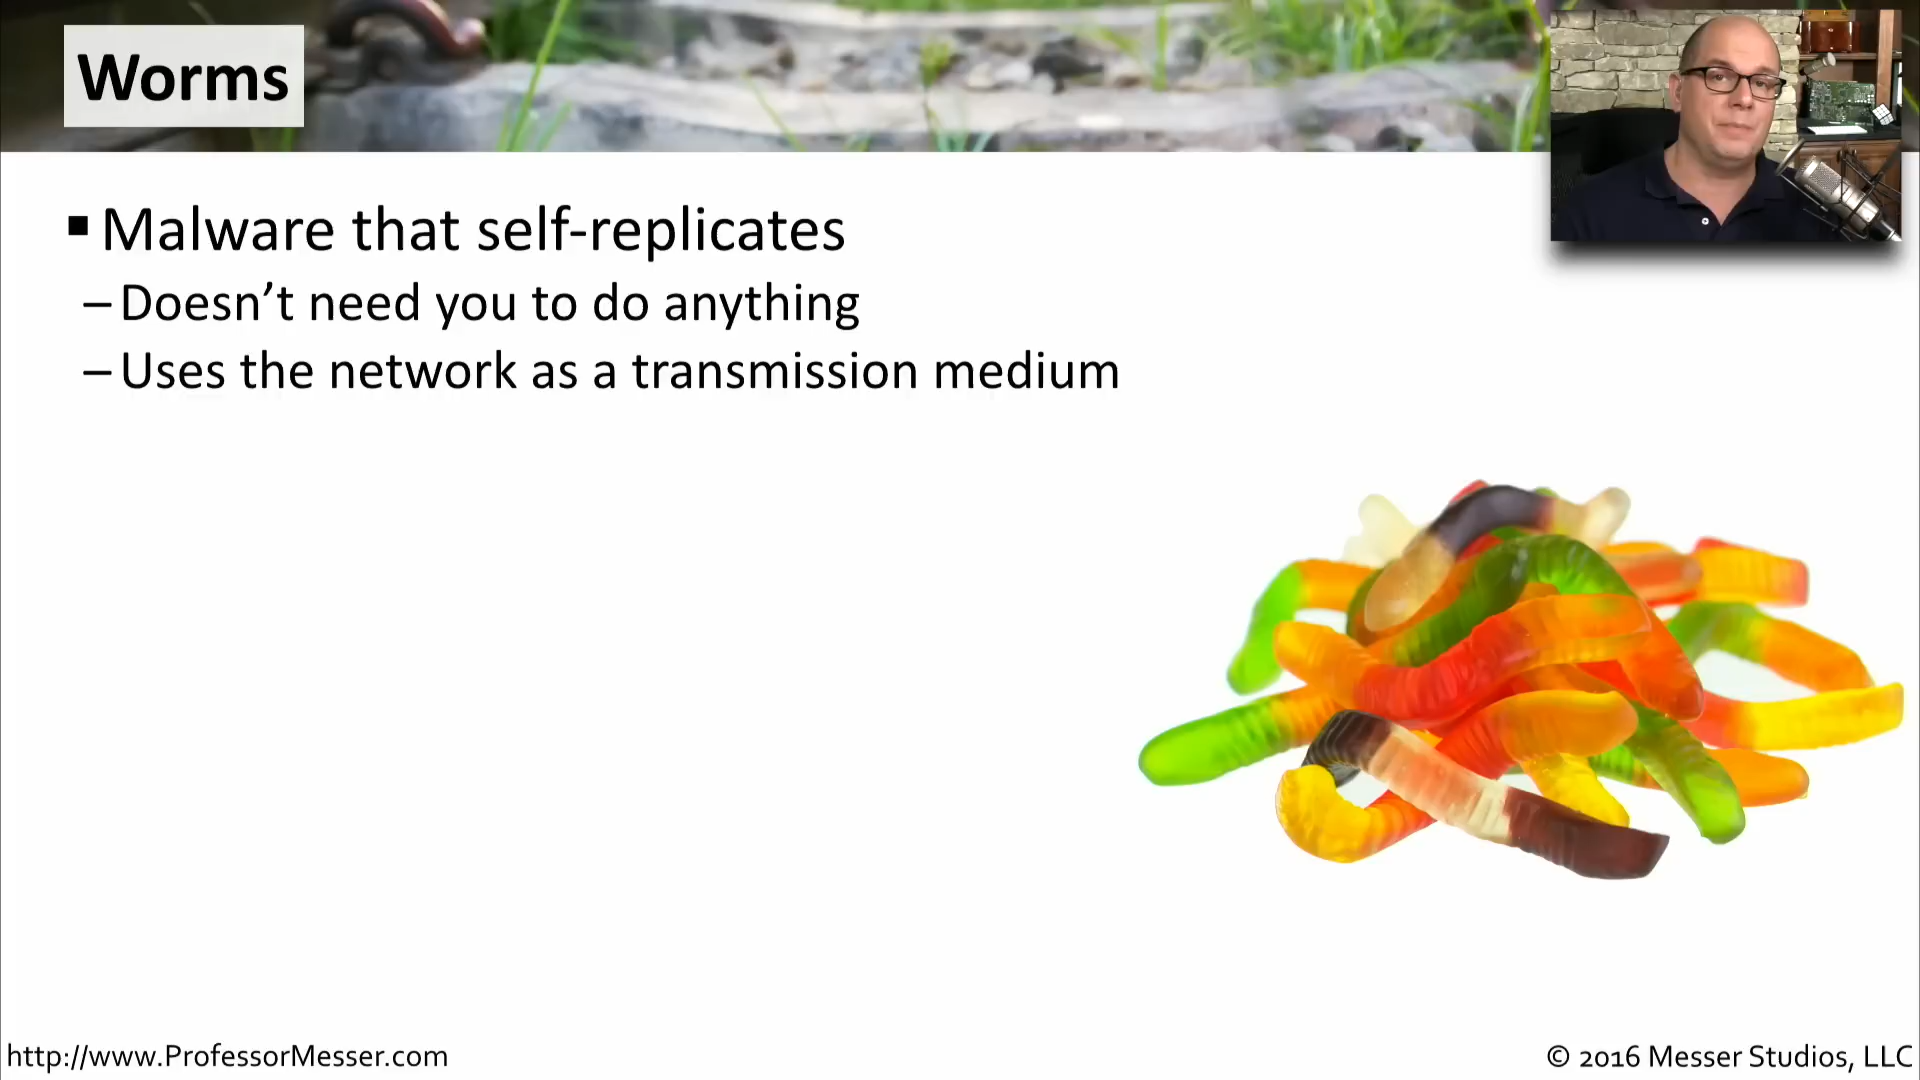 Worms
▪ Malware that self-replicates
– Doesn’t need you to do anything
– Uses the network as a transmission medium
http://www.ProfessorMesser.com
© 2016 Messer Studios, LLC